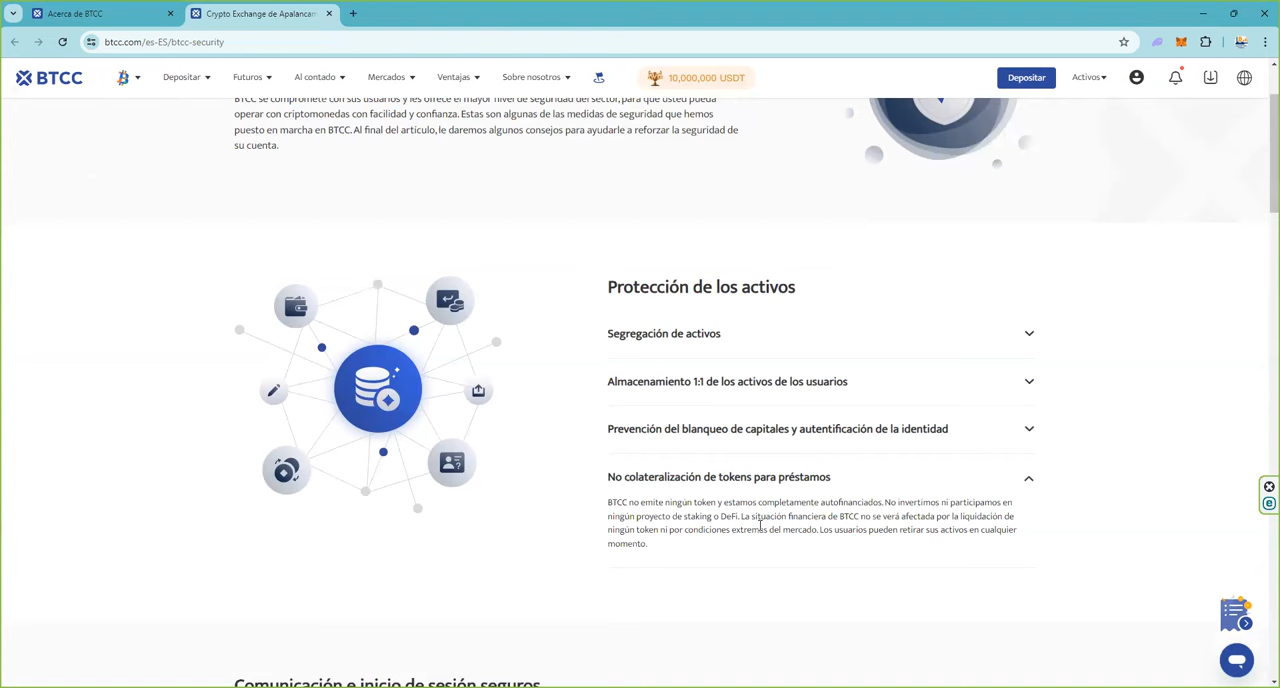 Acerca de BTCC
Crypto Exchange de Apalancam
btcc.com/es-ES/btcc-security
BTCC
Depositar
Futuros
Al contado
Mercados
Ventajas
Sobre nosotros
10,000,000 USDT
Depositar
Activos
BTCC se compromete con sus usuarios y les ofrece el mayor nivel de seguridad del sector, para que usted pueda
operar con criptomonedas con facilidad y confianza. Estas son algunas de las medidas de seguridad que hemos
puesto en marcha en BTCC. Al final del artículo, le daremos algunos consejos para ayudarle a reforzar la seguridad de
su cuenta.
Protección de los activos
Segregación de activos
Almacenamiento 1:1 de los activos de los usuarios
Prevención del blanqueo de capitales y autentificación de la identidad
No colateralización de tokens para préstamos
BTCC no emite ningún token y estamos completamente autofinanciados. No invertimos ni participamos en
ningún proyecto de staking o DeFi. La situación financiera de BTCC no se verá afectada por la liquidación de
ningún token ni por condiciones extremas del mercado. Los usuarios pueden retirar sus activos en cualquier
momento.
Comunicación e inicio de sesión seguros